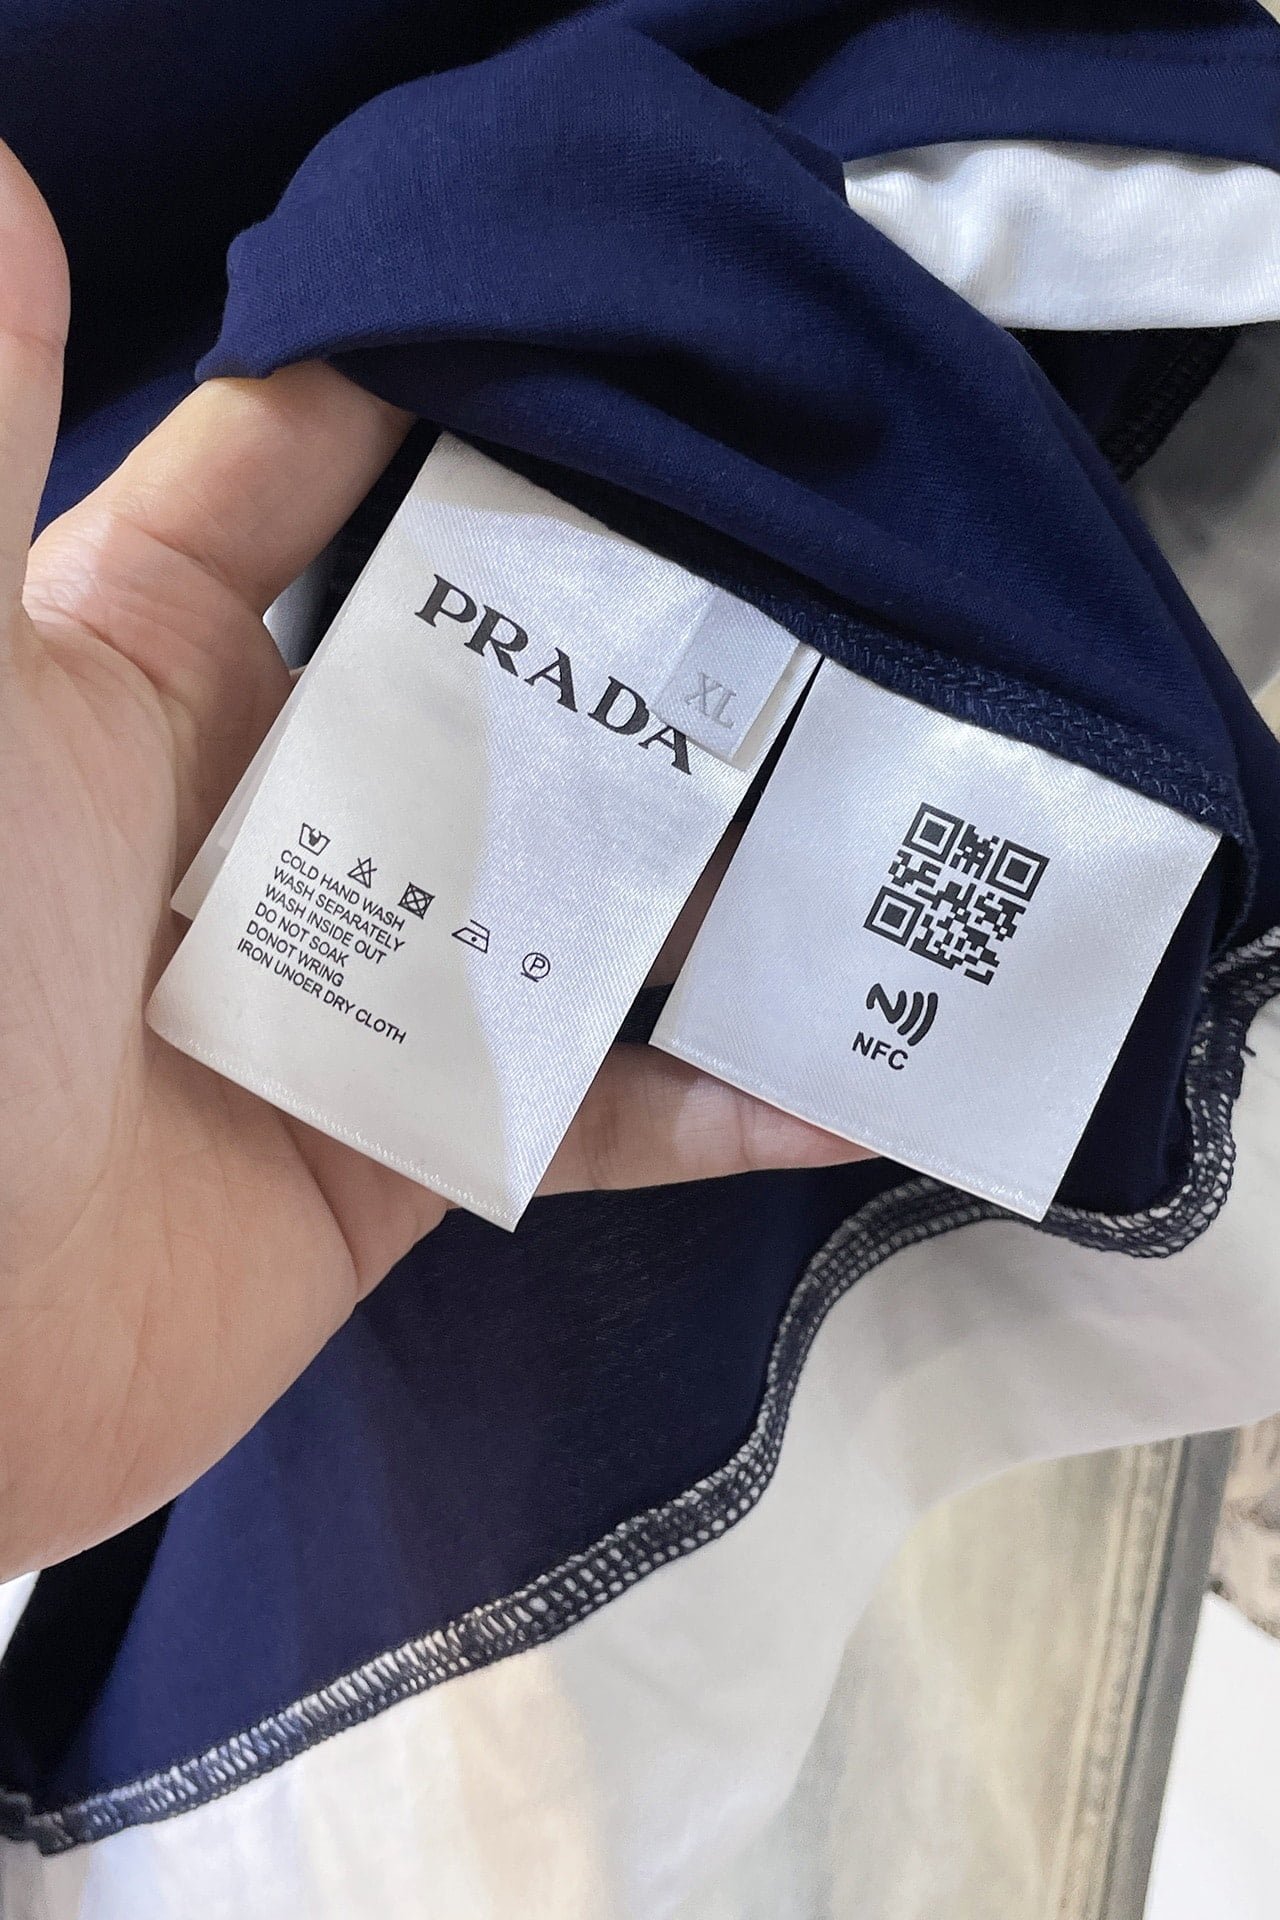 PRADA
XL
COLD HAND WASH
WASH SEPARATELY
WASH INSIDE OUT
DO NOT SOAK
DONOT WRING
IRON UNOER DRY CLOTH
P
NFC